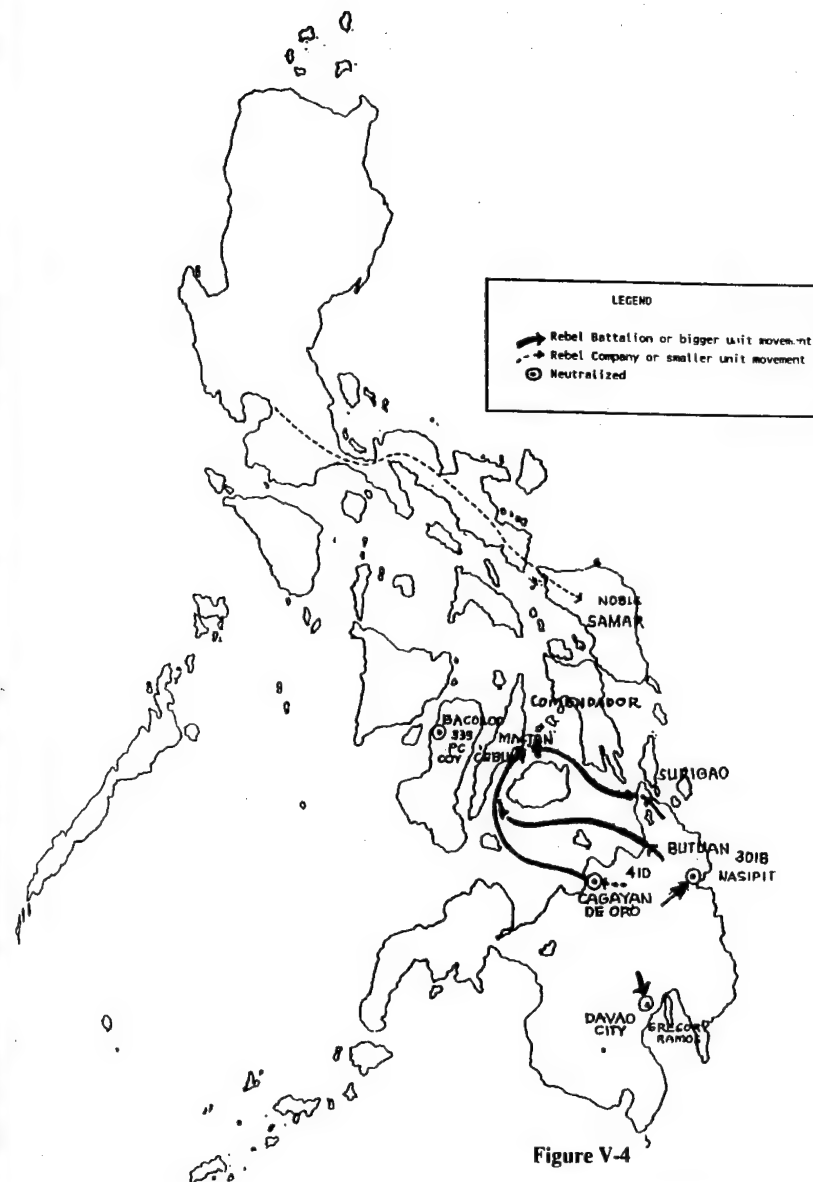 LEGEND
Rebel Battalion or bigger unit movement
Rebel Company or smaller unit movement
Neutralized
NOBLE
SAMAR
COMENDADOR
BACOLOD
PC
COY
MACTAN
CEBU
SURIGAO
BUTUAN
301B
NASIPIT
4ID
CAGAYAN
DE ORO
DAVAO
CITY
RAMOS
Figure V-4